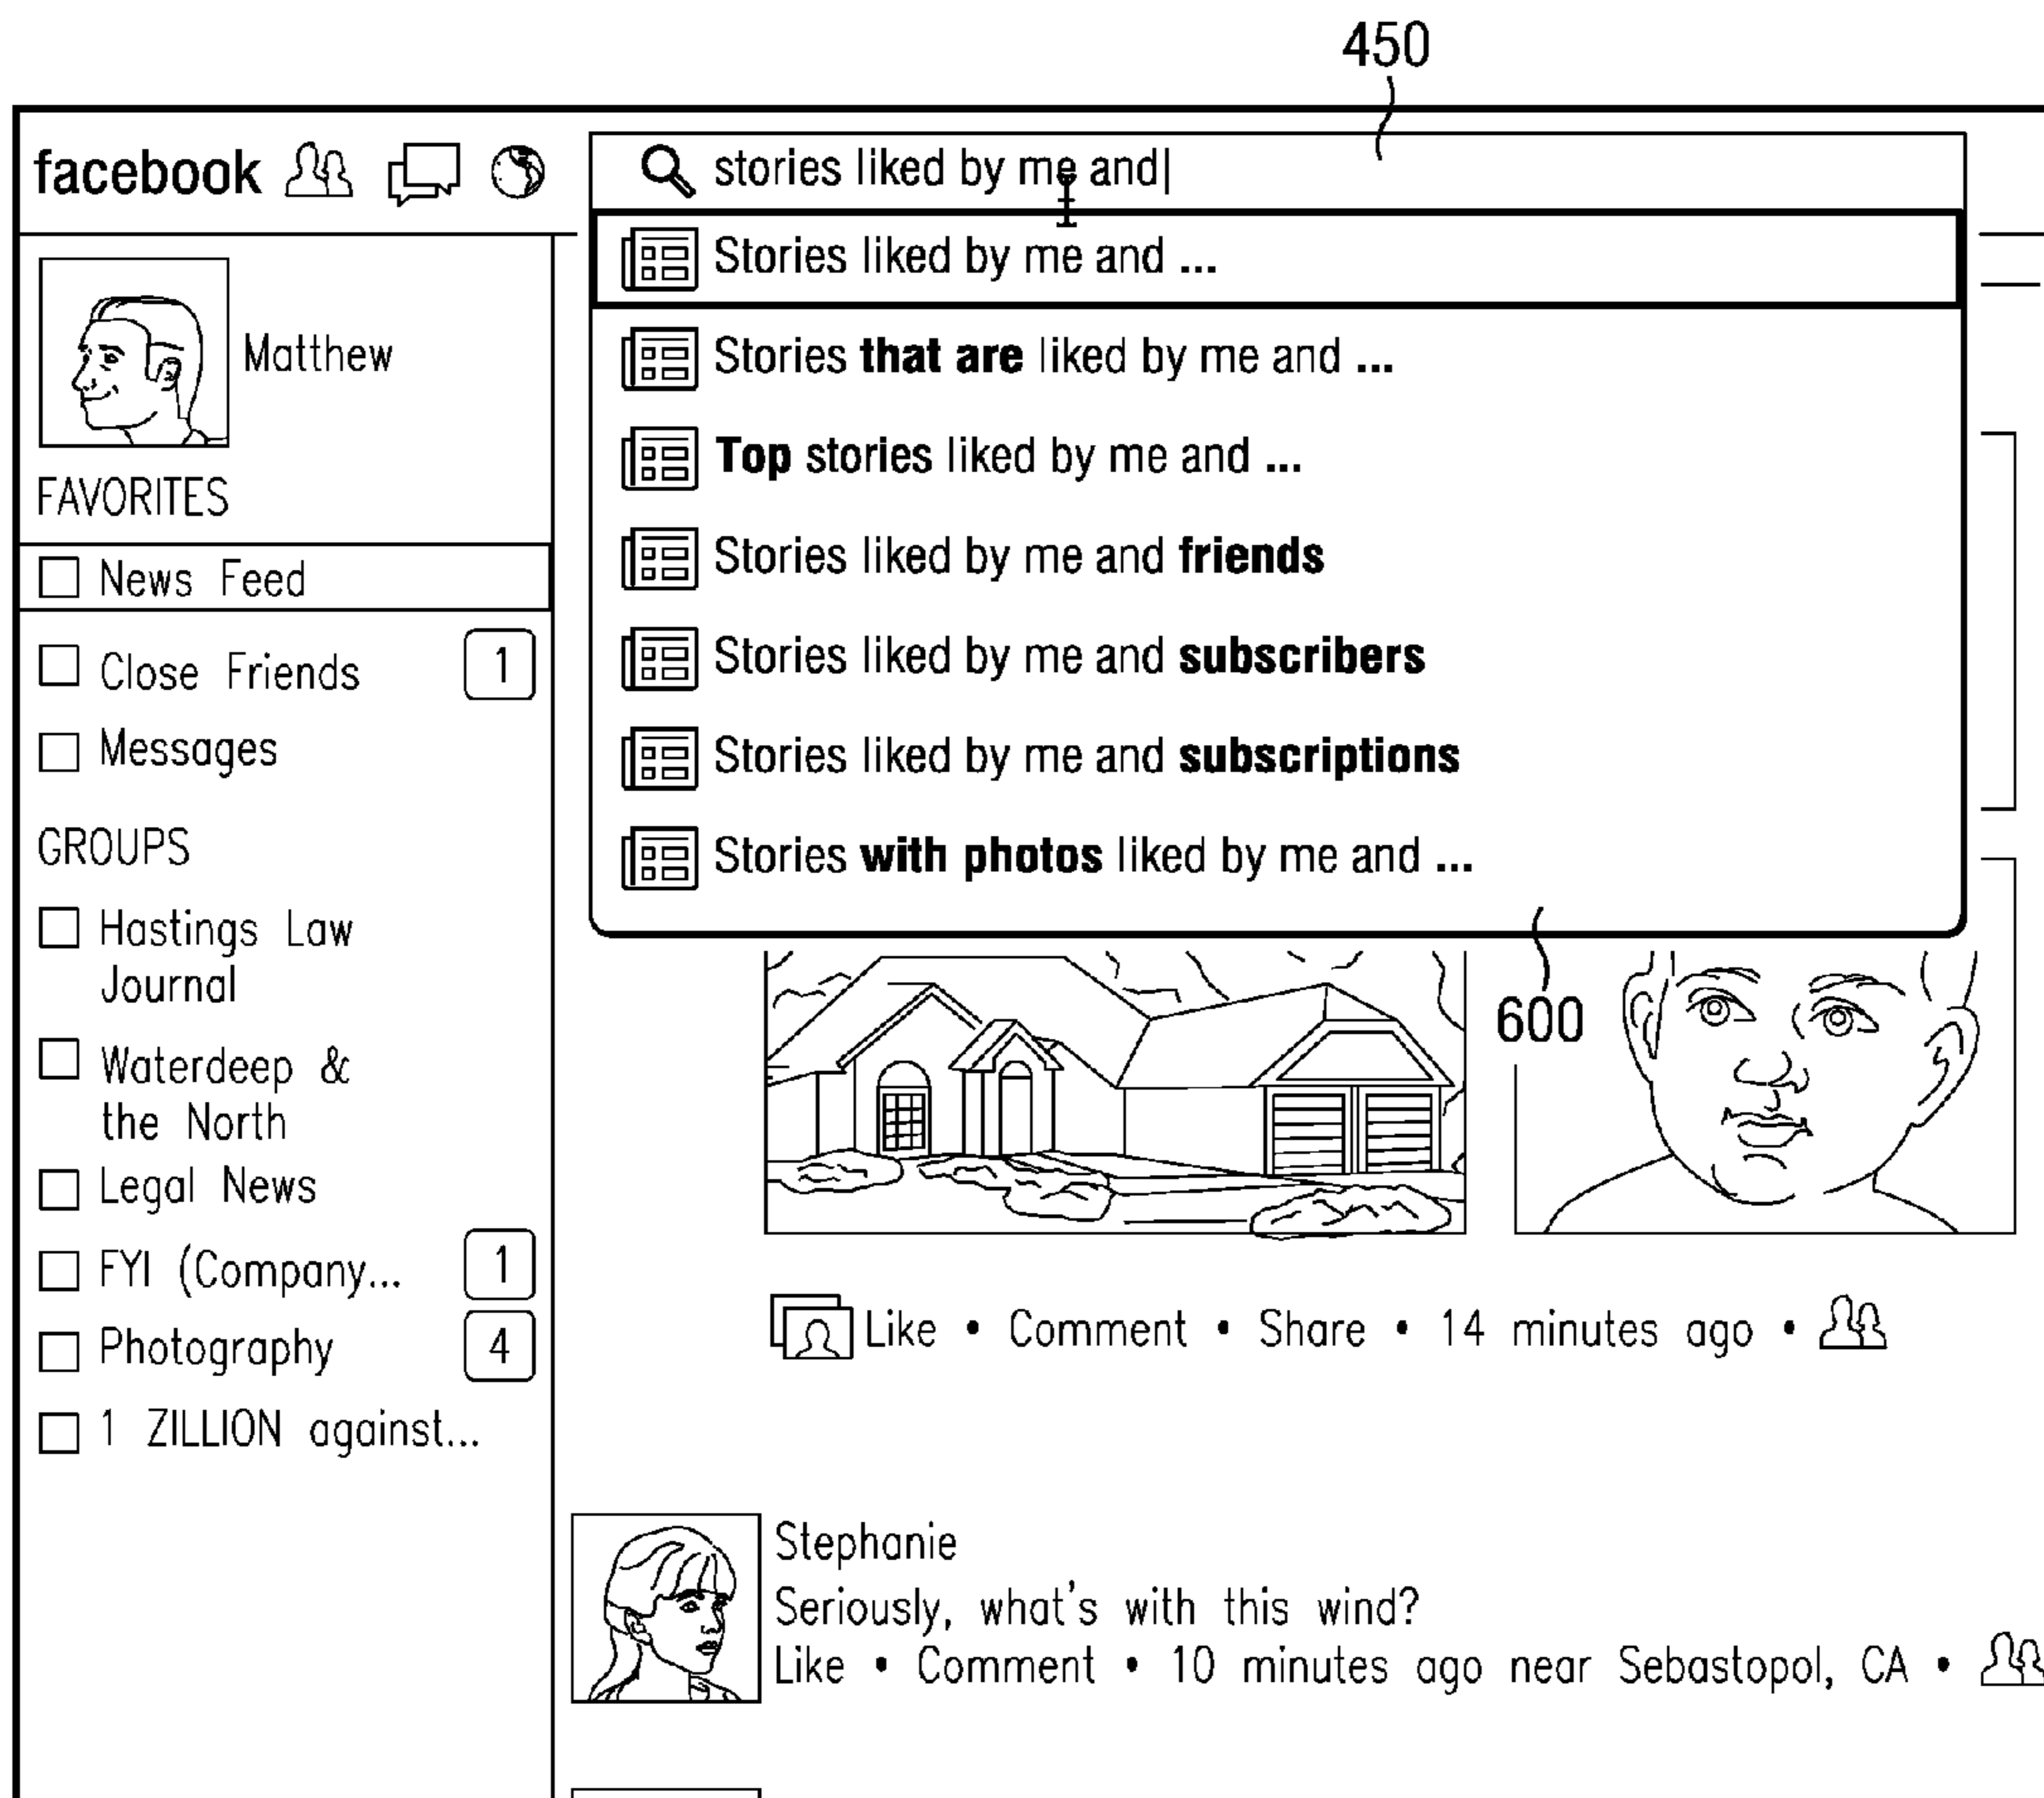 450
facebook
stories liked by me and
Stories liked by me and ...
Stories that are liked by me and ...
Top stories liked by me and ...
Stories liked by me and friends
Stories liked by me and subscribers
Stories liked by me and subscriptions
Stories with photos liked by me and ...
600
Matthew
FAVORITES
News Feed
Close Friends 1
Messages
GROUPS
Hastings Law
Journal
Waterdeep &
the North
Legal News
FYI (Company... 1
Photography 4
1 ZILLION against...
Like • Comment • Share • 14 minutes ago •
Stephanie
Seriously, what's with this wind?
Like • Comment • 10 minutes ago near Sebastopol, CA •